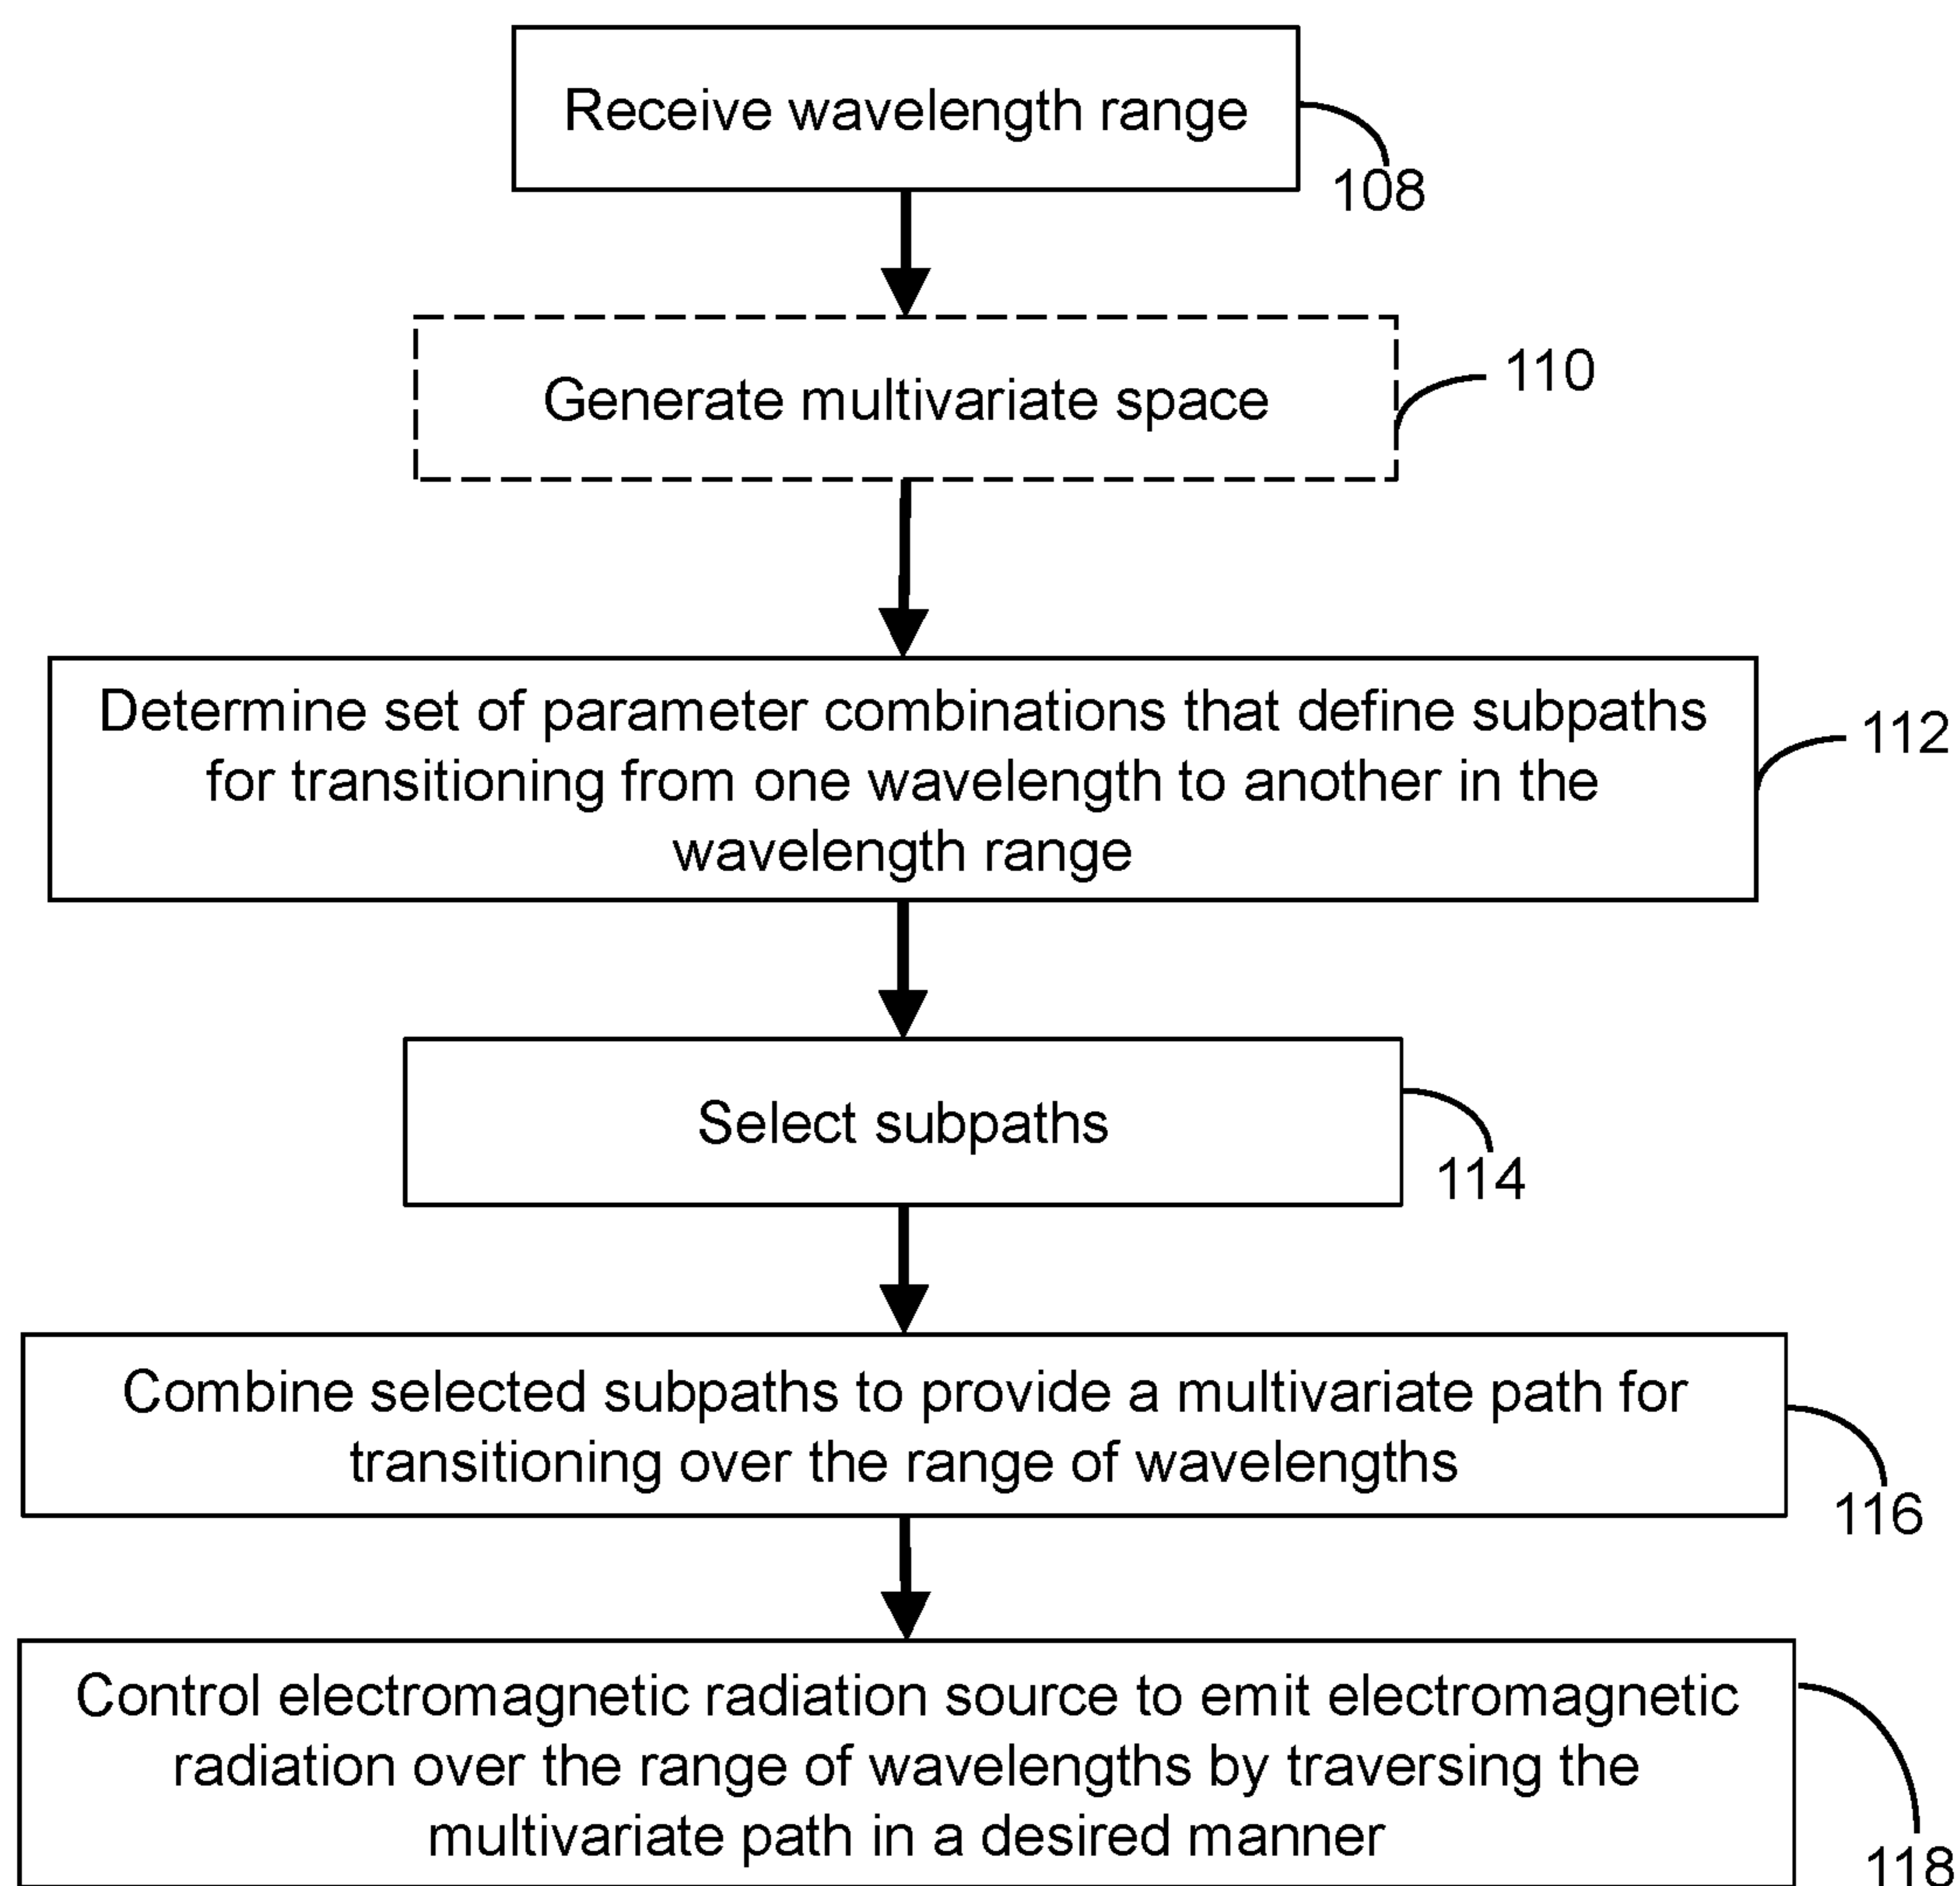 Receive wavelength range
108
Generate multivariate space
110
Determine set of parameter combinations that define subpaths
for transitioning from one wavelength to another in the
wavelength range
112
Select subpaths
114
Combine selected subpaths to provide a multivariate path for
transitioning over the range of wavelengths
116
Control electromagnetic radiation source to emit electromagnetic
radiation over the range of wavelengths by traversing the
multivariate path in a desired manner
118